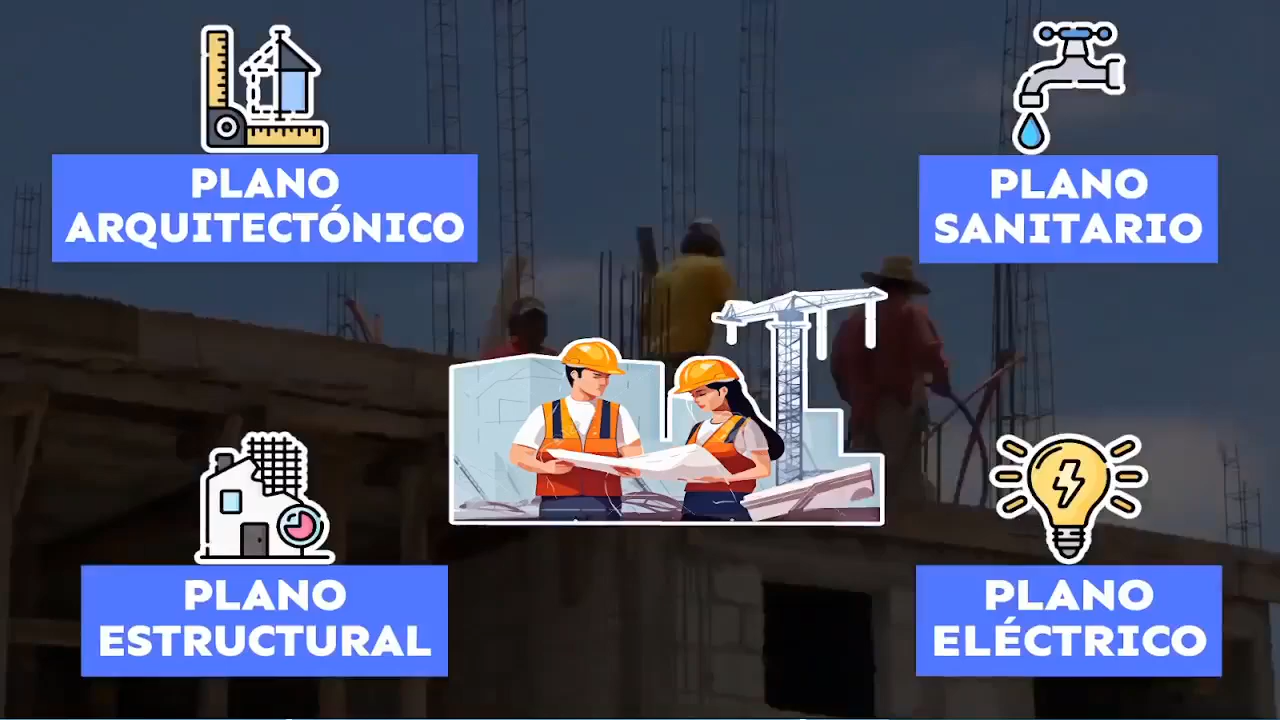 PLANO
ARQUITECTÓNICO
PLANO
SANITARIO
PLANO
ESTRUCTURAL
PLANO
ELÉCTRICO